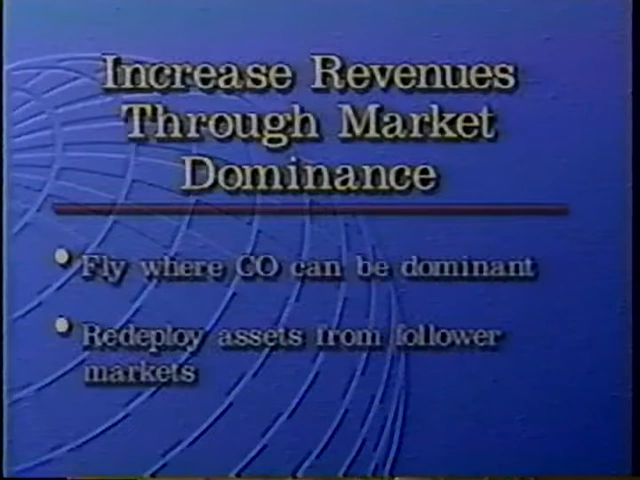 Increase Revenues
Through Market
Dominance
• Fly where CO can be dominant
• Redeploy assets from follower
markets